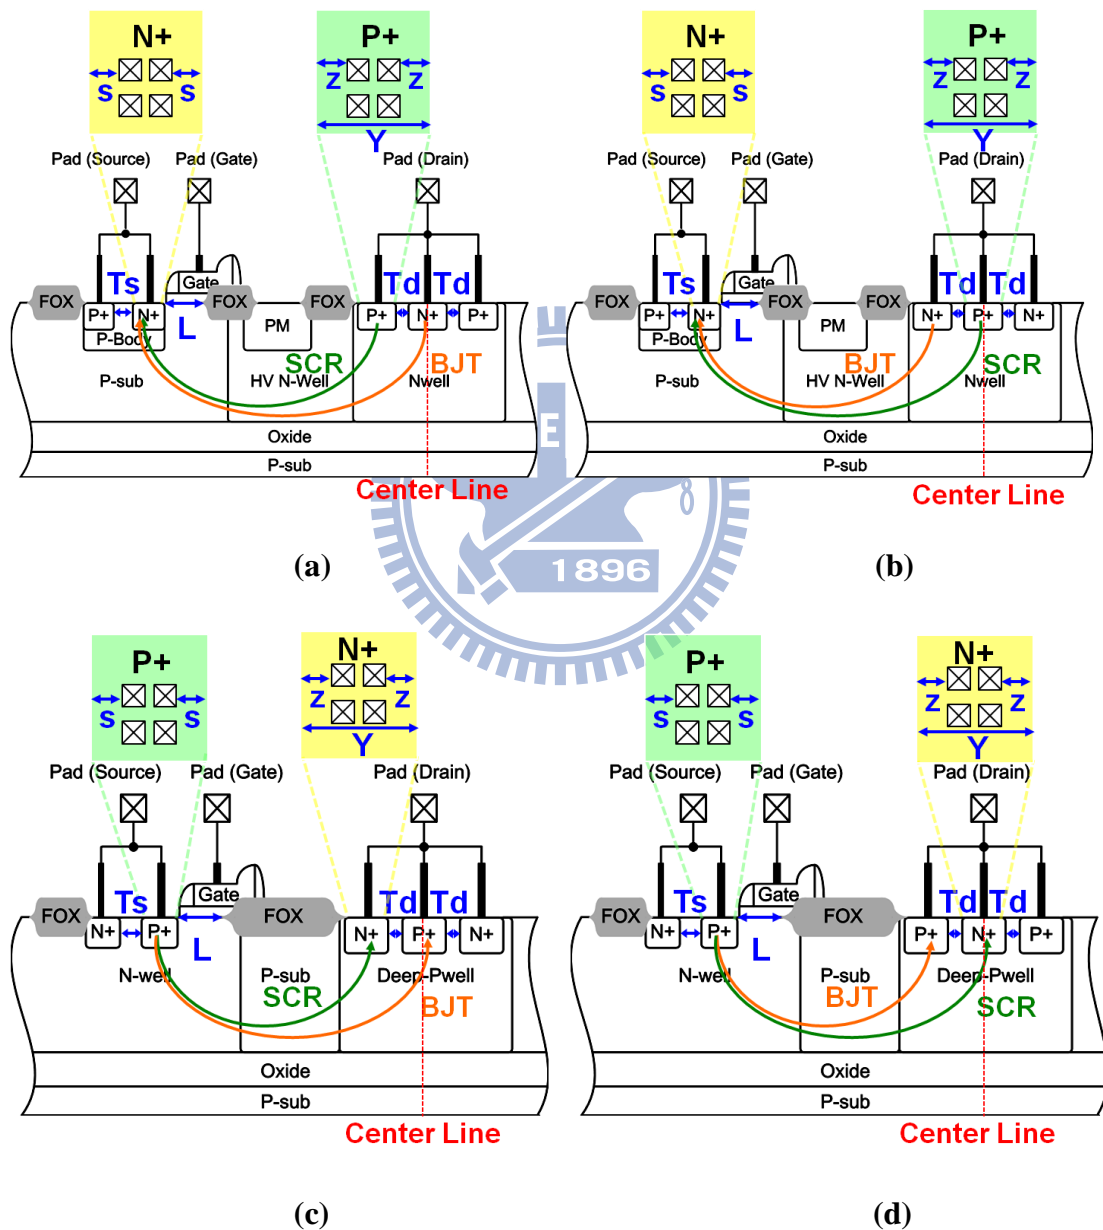 N+ P+
S S Z Z
Y
Pad (Source) Pad (Gate) Pad (Drain)
Ts Td Td
FOX Gate FOX FOX
P+ N+ L PM P+ N+ P+
P-Body
SCR BJT
P-sub HV N-Well Nwell
Oxide
P-sub
Center Line
(a)
N+ P+
S S Z Z
Y
Pad (Source) Pad (Gate) Pad (Drain)
Ts Td Td
FOX Gate FOX FOX
P+ N+ L PM N+ P+ N+
P-Body
BJT SCR
P-sub HV N-Well Nwell
Oxide
P-sub
Center Line
(b)
E
1896
P+ N+
S S Z Z
Y
Pad (Source) Pad (Gate) Pad (Drain)
Ts Td Td
FOX Gate FOX
N+ P+ L N+ P+ N+
N-well P-sub Deep-Pwell
SCR BJT
Oxide
P-sub
Center Line
(c)
P+ N+
S S Z Z
Y
Pad (Source) Pad (Gate) Pad (Drain)
Ts Td Td
FOX Gate FOX
N+ P+ L P+ N+ P+
N-well P-sub Deep-Pwell
BJT SCR
Oxide
P-sub
Center Line
(d)